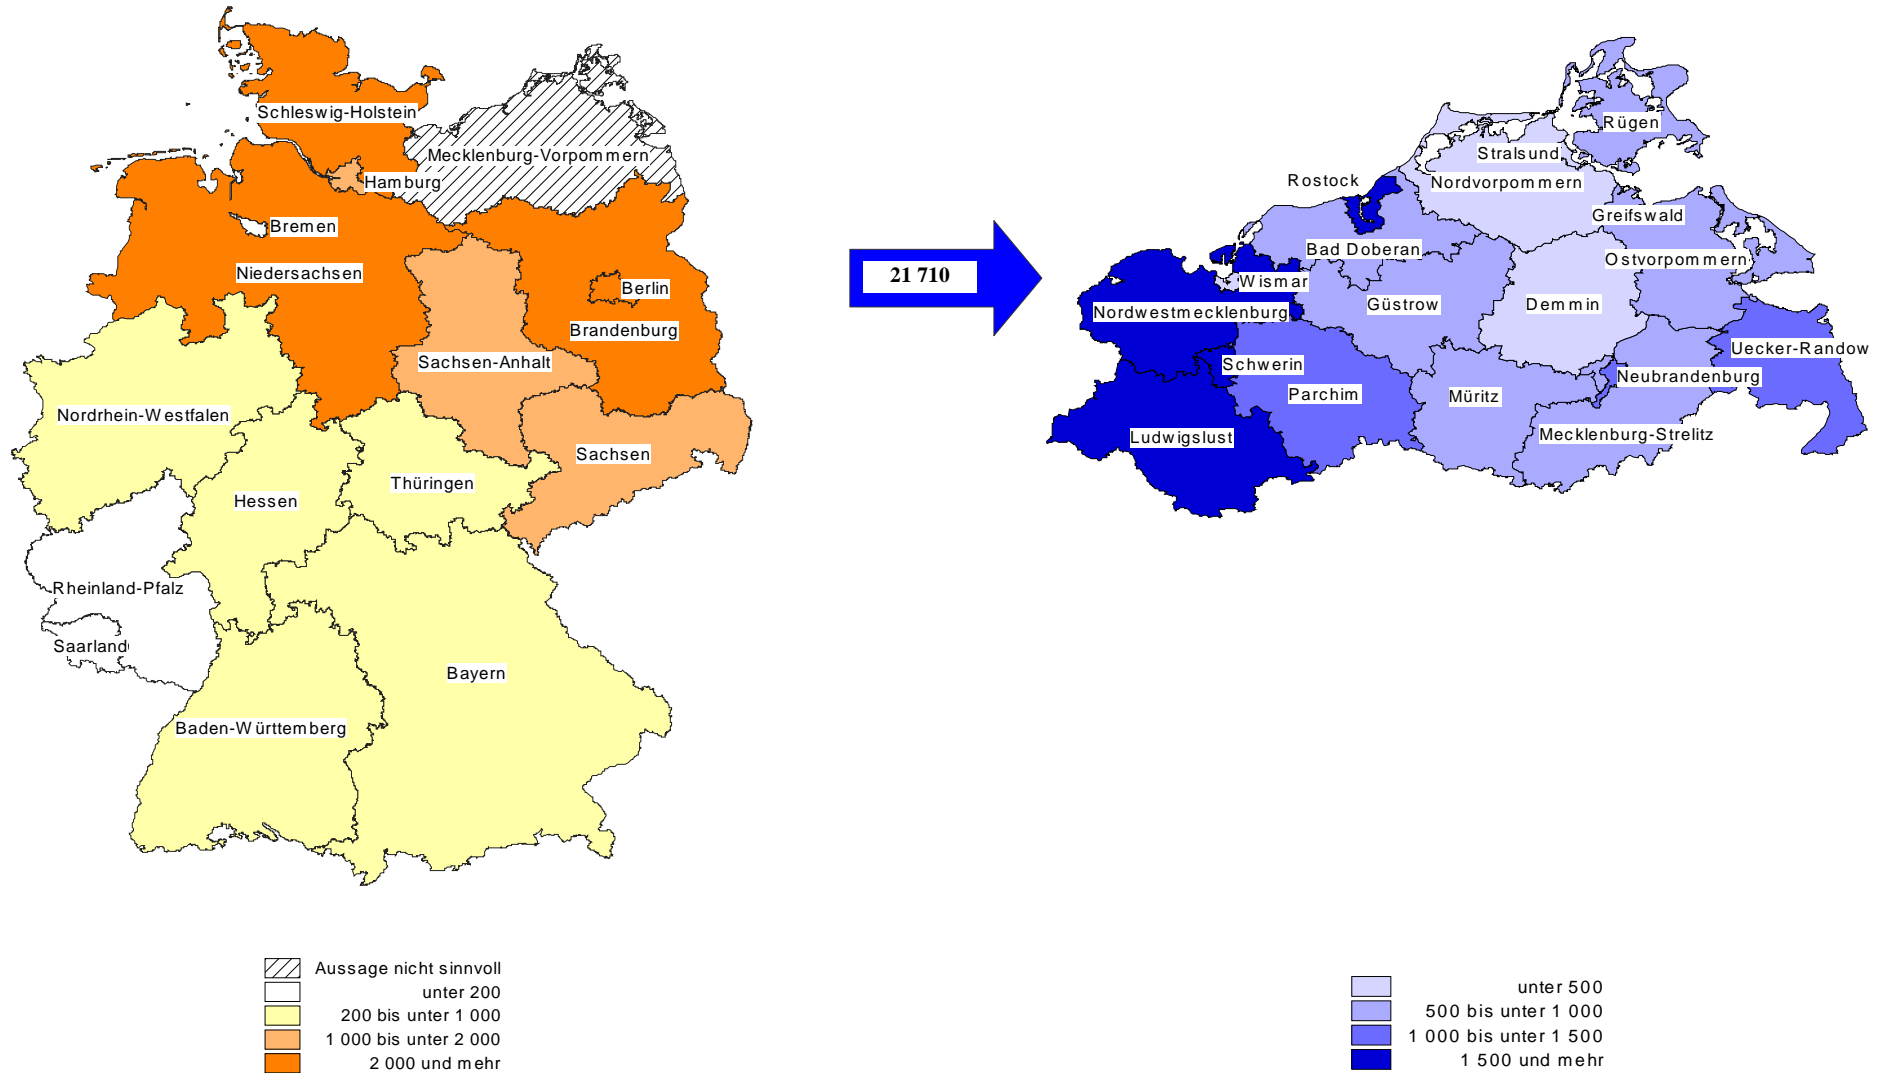 Schleswig-Holstein
Mecklenburg-Vorpommern
Hamburg
Bremen
Niedersachsen
Berlin
Brandenburg
Sachsen-Anhalt
Nordrhein-Westfalen
Sachsen
Thüringen
Hessen
Rheinland-Pfalz
Saarland
Bayern
Baden-Württemberg
Aussage nicht sinnvoll
unter 200
200 bis unter 1 000
1 000 bis unter 2 000
2 000 und mehr
21 710
Rügen
Stralsund
Rostock
Nordvorpommern
Greifswald
Bad Doberan
Ostvorpommern
Wismar
Güstrow
Demmin
Nordwestmecklenburg
Uecker-Randow
Schwerin
Neubrandenburg
Parchim
Müritz
Ludwigslust
Mecklenburg-Strelitz
unter 500
500 bis unter 1 000
1 000 bis unter 1 500
1 500 und mehr